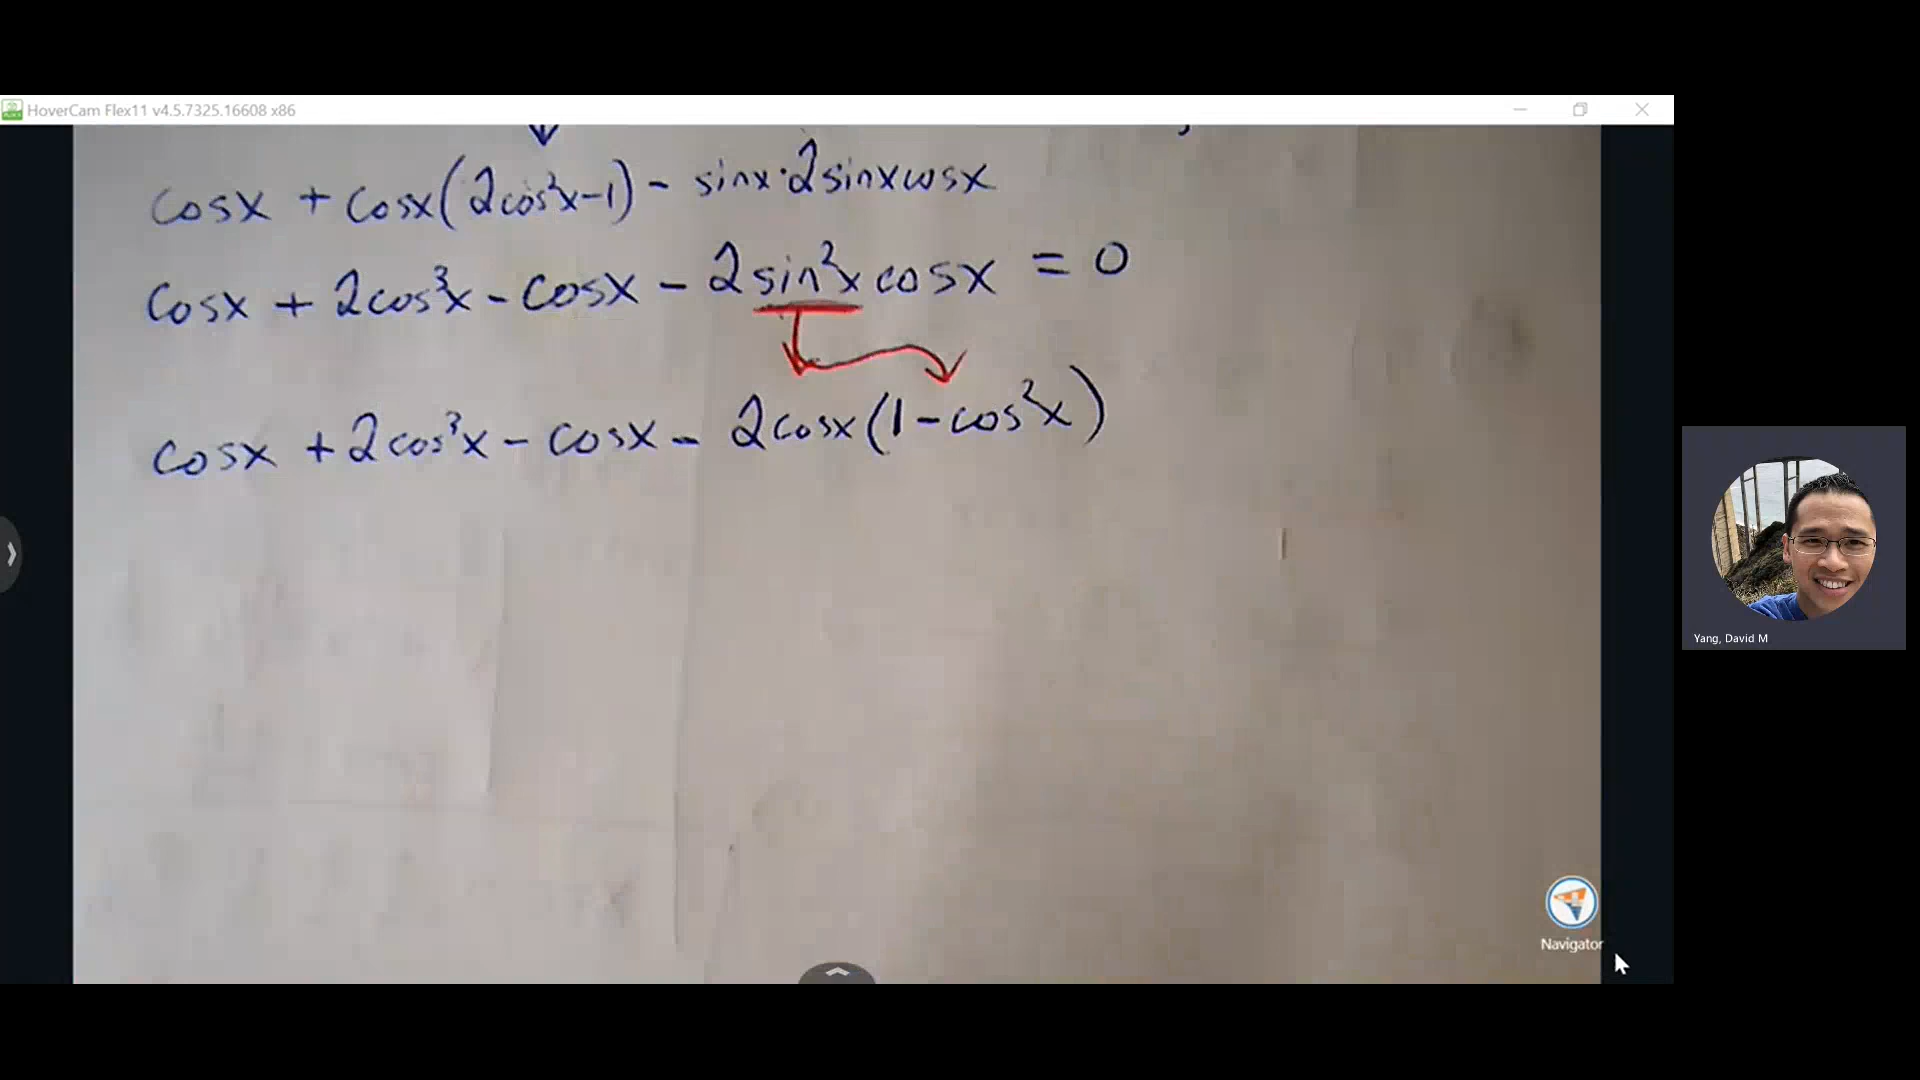 HoverCam Flex11 v4.5.7325.16608 x86
cosx + cosx(2cos²x-1) - sinx·2sinxcosx
cosx + 2cos³x - cosx - 2sin²x cosx = 0
cosx + 2cos³x - cosx - 2cosx(1-cos²x)
Yang, David M
Navigator